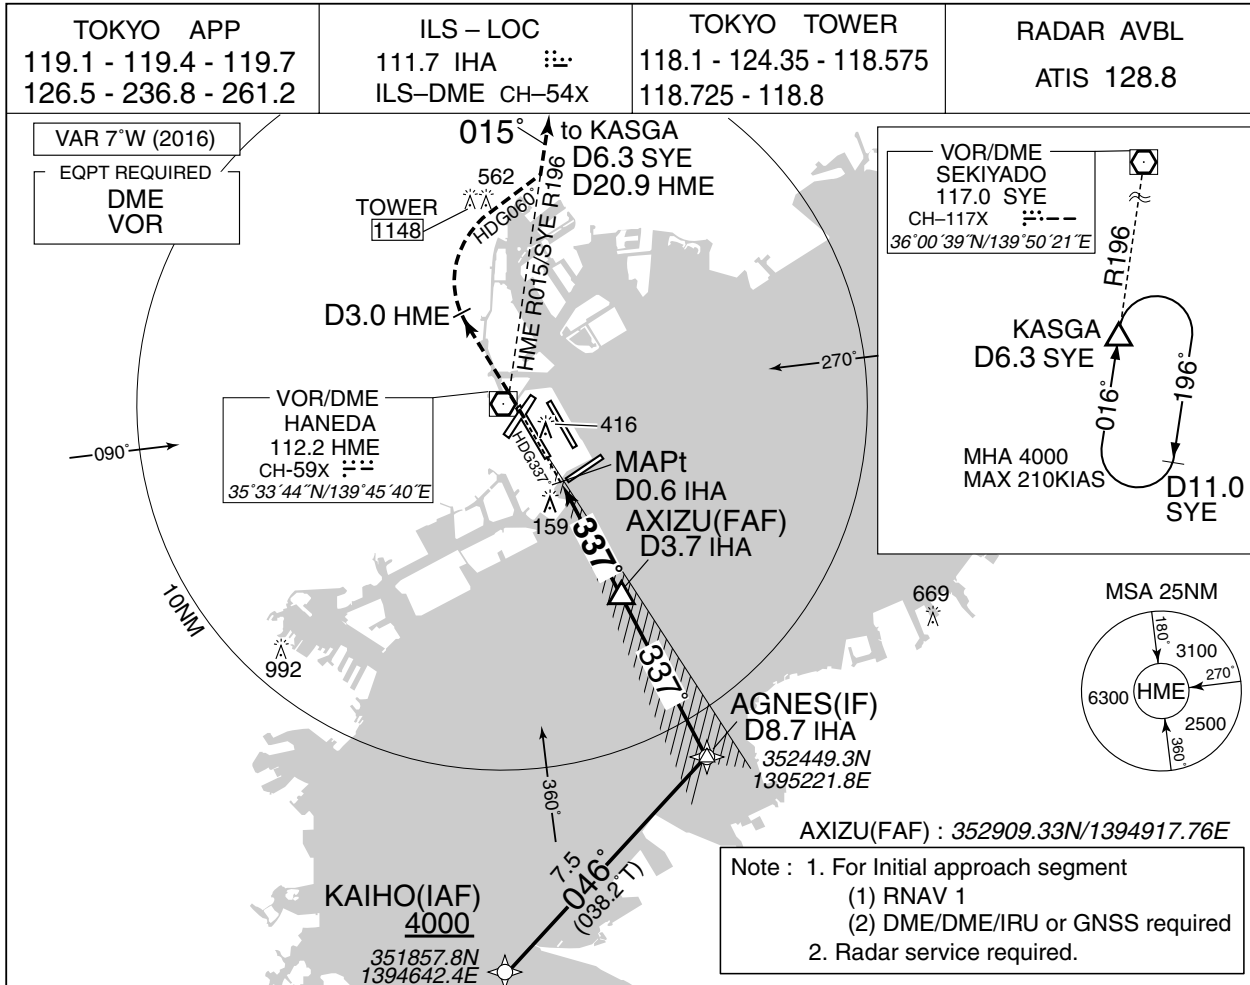 TOKYO APP
119.1 - 119.4 - 119.7
126.5 - 236.8 - 261.2
ILS – LOC
111.7 IHA
ILS–DME CH–54X
TOKYO TOWER
118.1 - 124.35 - 118.575
118.725 - 118.8
RADAR AVBL
ATIS 128.8
VAR 7°W (2016)
EQPT REQUIRED
DME
VOR
015°
to KASGA
D6.3 SYE
D20.9 HME
562
TOWER
1148
HDG060°
HME R015/SYE R196
D3.0 HME
VOR/DME
SEKIYADO
117.0 SYE
CH–117X
36°00´39˝N/139°50´21˝E
R196
KASGA
D6.3 SYE
016°
196°
MHA 4000
MAX 210KIAS
D11.0
SYE
270°
090°
VOR/DME
HANEDA
112.2 HME
CH-59X
35°33´44˝N/139°45´40˝E
416
HDG337°
MAPt
D0.6 IHA
159
AXIZU(FAF)
D3.7 IHA
337°
10NM
992
669
337°
MSA 25NM
180°
3100
270°
HME
6300
2500
360°
AGNES(IF)
D8.7 IHA
352449.3N
1395221.8E
360°
AXIZU(FAF) : 352909.33N/1394917.76E
7.5
046°
(038.2°T)
KAIHO(IAF)
4000
351857.8N
1394642.4E
Note : 1. For Initial approach segment
(1) RNAV 1
(2) DME/DME/IRU or GNSS required
2. Radar service required.